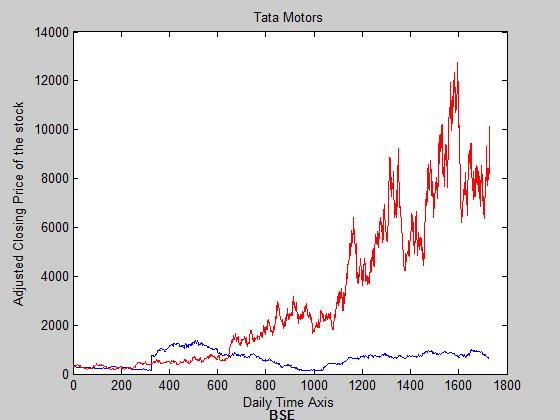 Tata Motors
14000
12000
10000
8000
6000
4000
2000
0
Adjusted Closing Price of the stock
0 200 400 600 800 1000 1200 1400 1600 1800
Daily Time Axis
BSE